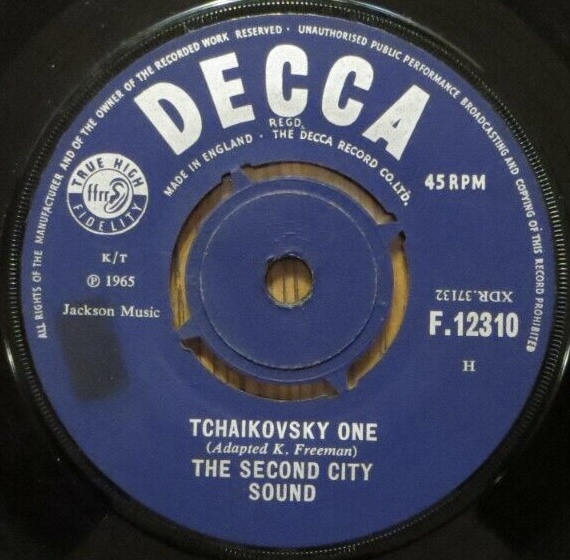 ALL RIGHTS OF THE MANUFACTURER AND OF THE OWNER OF THE RECORDED WORK RESERVED · UNAUTHORISED PUBLIC PERFORMANCE BROADCASTING AND COPYING OF THIS RECORD PROHIBITED
DECCA
REGD.
MADE IN ENGLAND · THE DECCA RECORD CO. LTD.
TRUE HIGH
ffrr
FIDELITY
45 RPM
K/T
℗ 1965
Jackson Music
XDR.37132
F.12310
H
TCHAIKOVSKY ONE
(Adapted K. Freeman)
THE SECOND CITY
SOUND